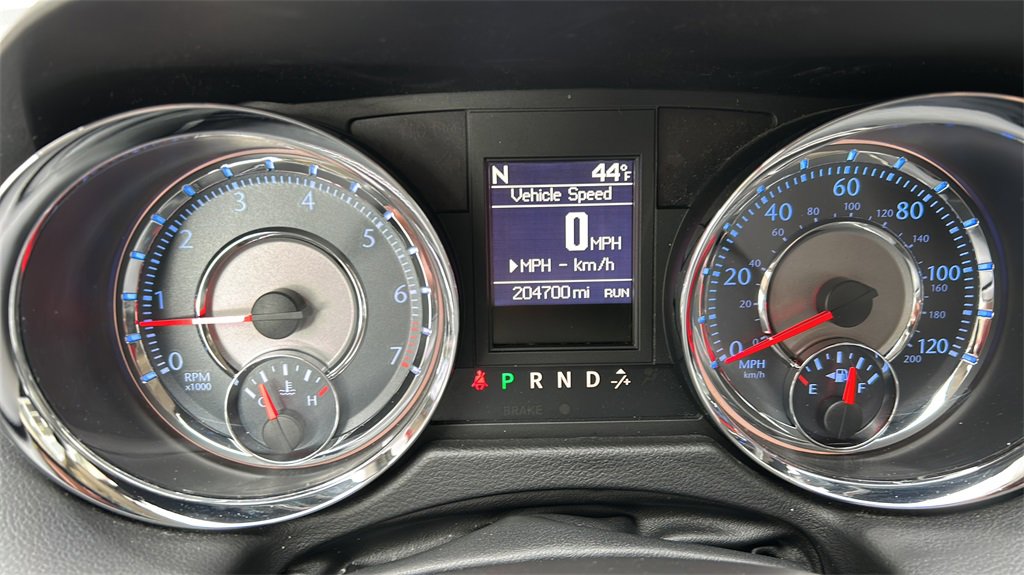 N 44°F
Vehicle Speed
0 MPH
▶MPH - km/h
204700 mi RUN
P R N D -/+
BRAKE
0 1 2 3 4 5 6 7
RPM
x1000
C H
0 20 40 60 80 100 120
20 40 60 80 100 120 140 160 180 200
MPH
km/h
E F